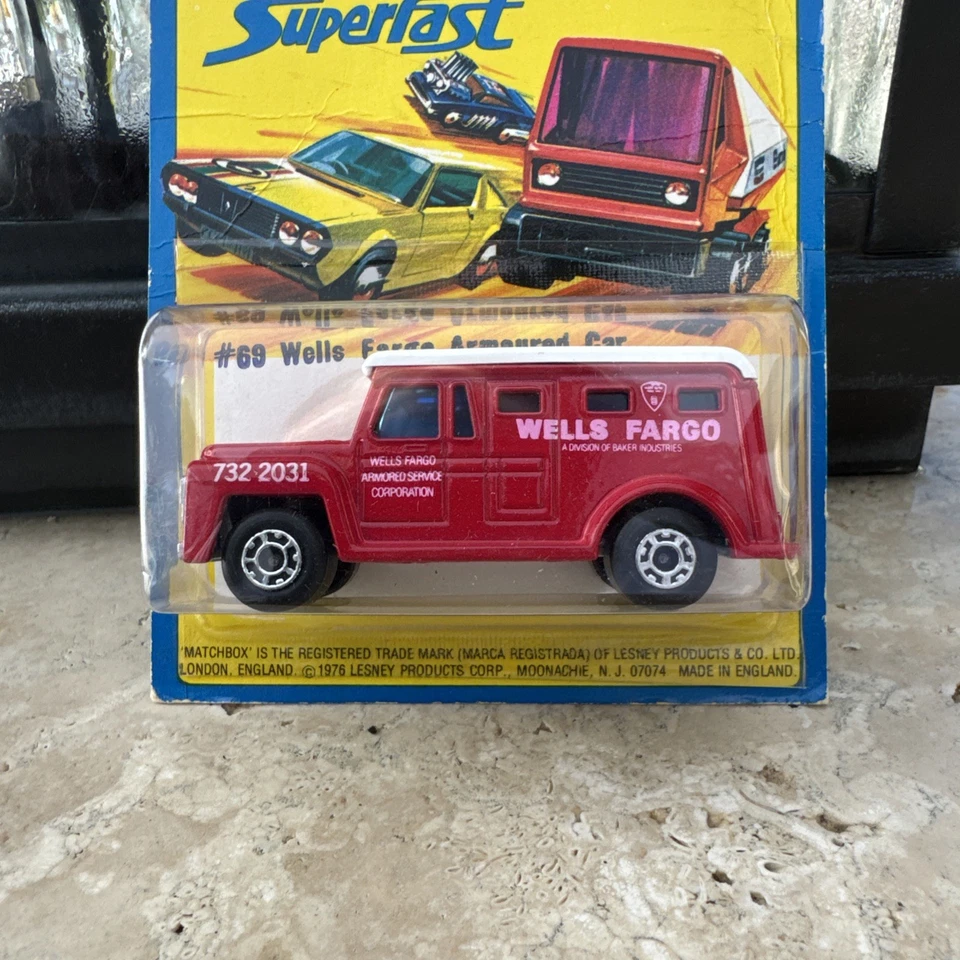 Superfast
#69 Wells Fargo Armoured Car
WELLS FARGO
A DIVISION OF BAKER INDUSTRIES
732-2031
WELLS FARGO
ARMORED SERVICE
CORPORATION
'MATCHBOX' IS THE REGISTERED TRADE MARK (MARCA REGISTRADA) OF LESNEY PRODUCTS & CO. LTD.
LONDON, ENGLAND. © 1976 LESNEY PRODUCTS CORP., MOONACHIE, N. J. 07074 MADE IN ENGLAND.